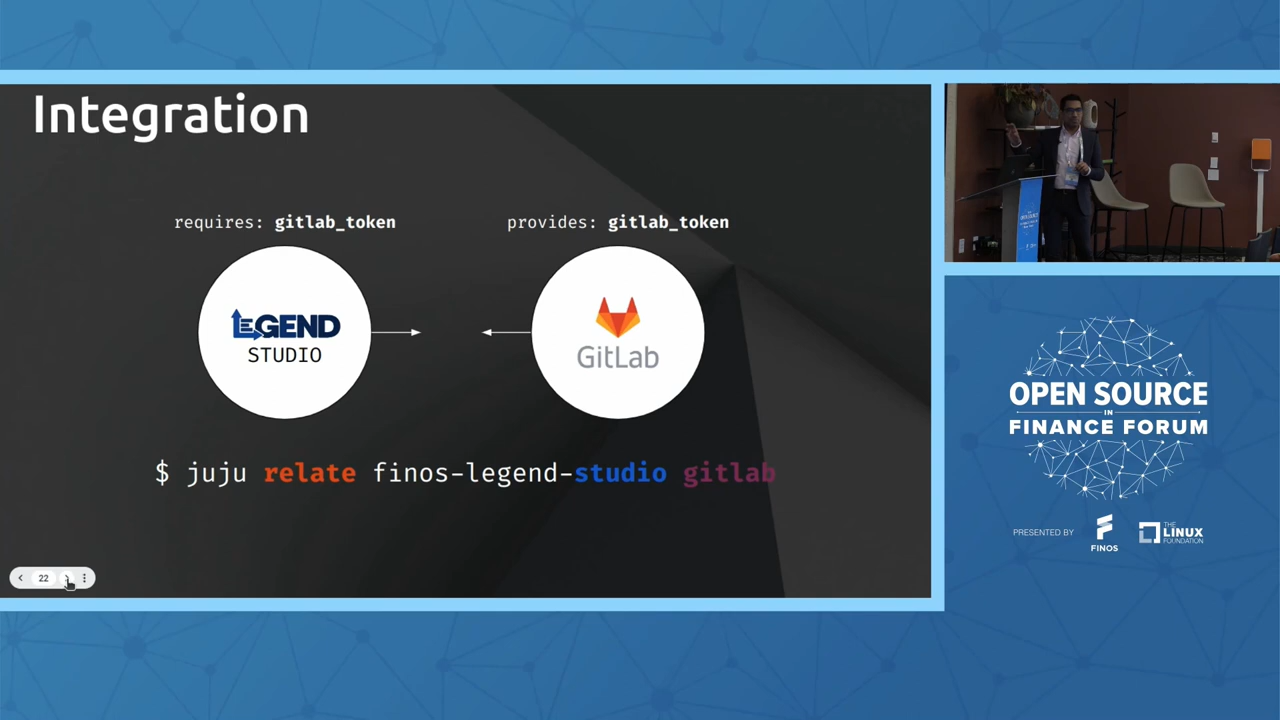 Integration
requires: gitlab_token
provides: gitlab_token
LEGEND
STUDIO
GitLab
$ juju relate finos-legend-studio gitlab
22
OPEN SOURCE
IN
FINANCE FORUM
PRESENTED BY
FINOS
THE
LINUX
FOUNDATION